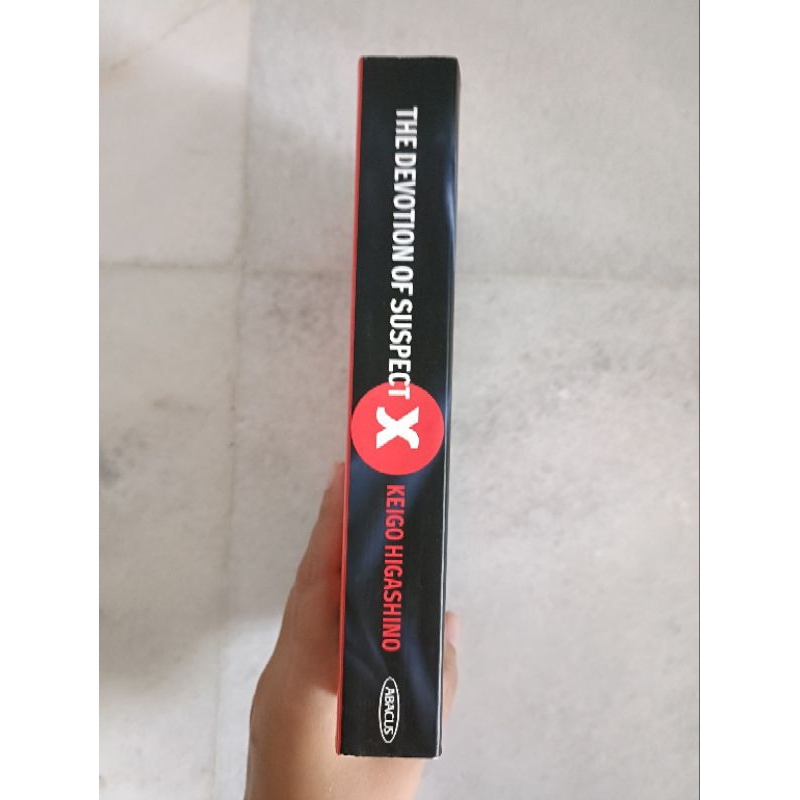 THE DEVOTION OF SUSPECT X
KEIGO HIGASHINO
ABACUS